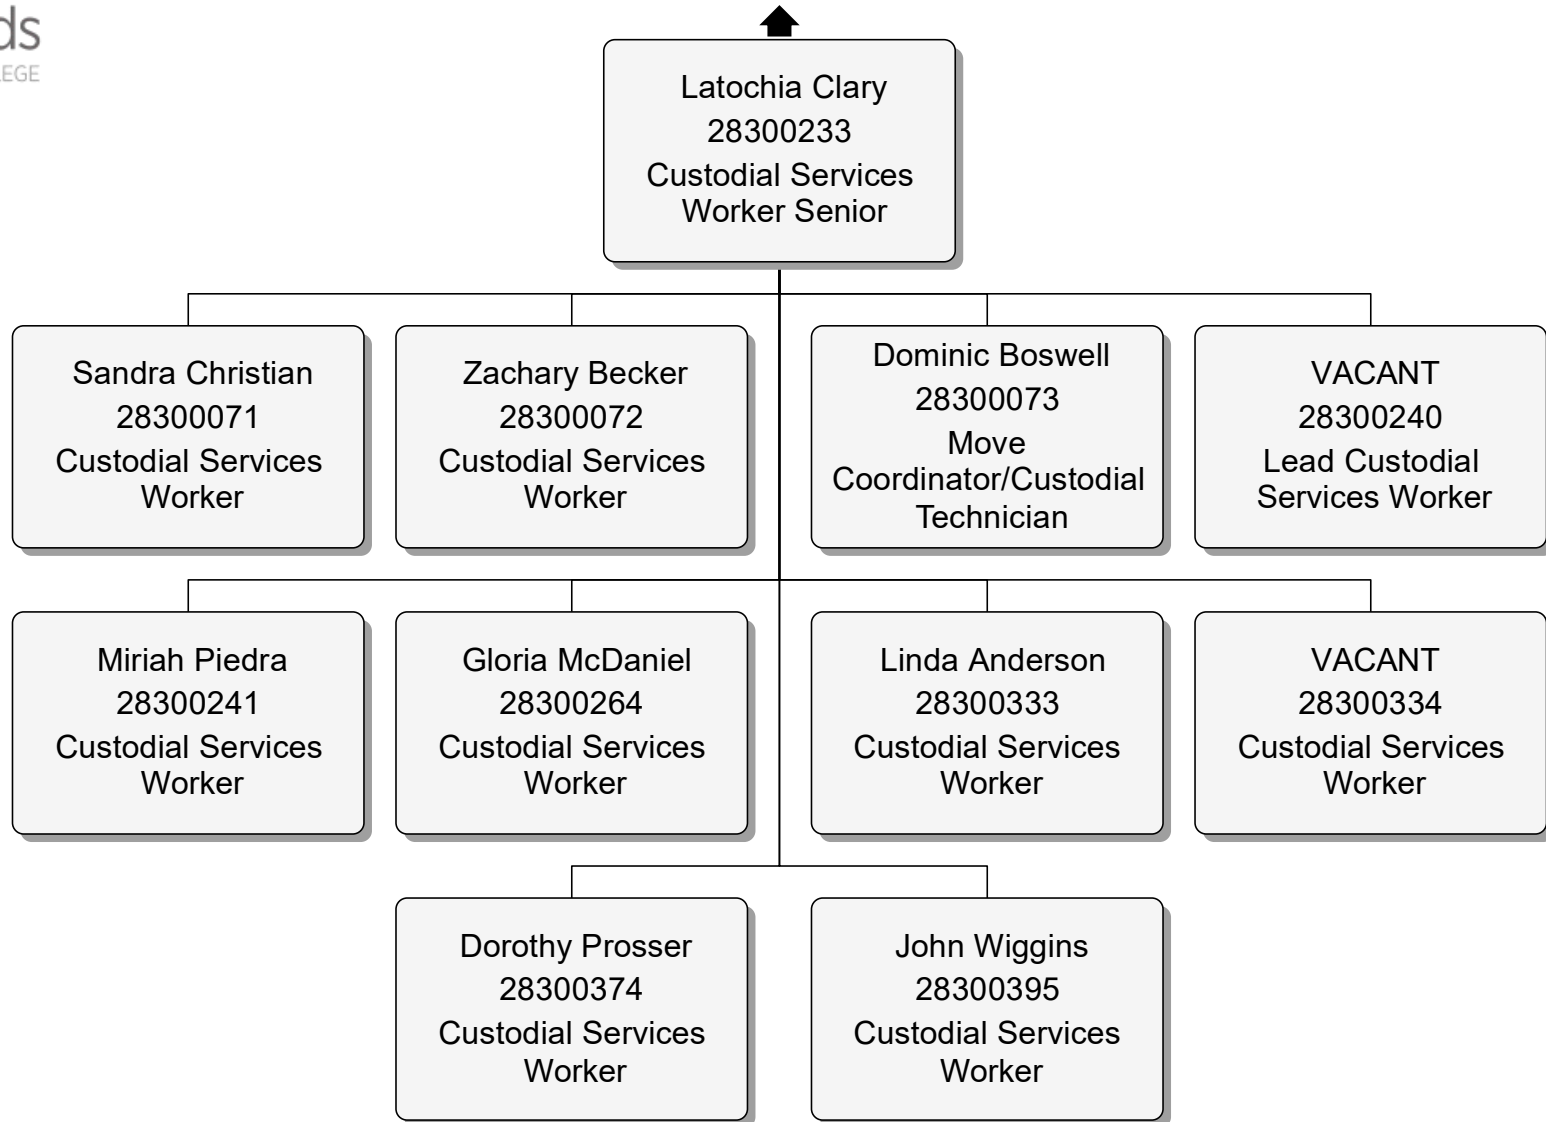 ds
EGE
Latochia Clary
28300233
Custodial Services
Worker Senior
Sandra Christian
28300071
Custodial Services
Worker
Zachary Becker
28300072
Custodial Services
Worker
Dominic Boswell
28300073
Move
Coordinator/Custodial
Technician
VACANT
28300240
Lead Custodial
Services Worker
Miriah Piedra
28300241
Custodial Services
Worker
Gloria McDaniel
28300264
Custodial Services
Worker
Linda Anderson
28300333
Custodial Services
Worker
VACANT
28300334
Custodial Services
Worker
Dorothy Prosser
28300374
Custodial Services
Worker
John Wiggins
28300395
Custodial Services
Worker